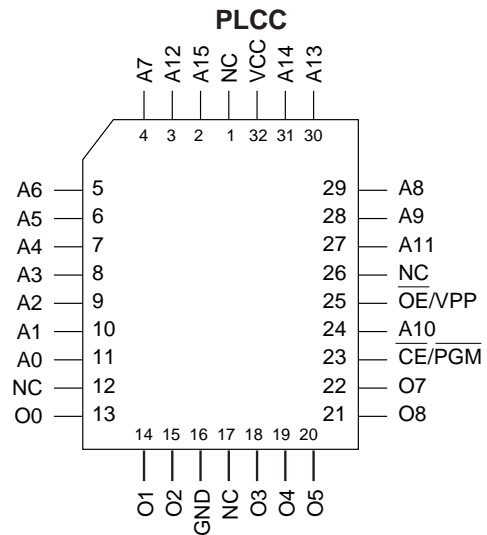 PLCC
A7 A12 A15 NC VCC A14 A13
4 3 2 1 32 31 30
A6 5 29 A8
A5 6 28 A9
A4 7 27 A11
A3 8 26 NC
A2 9 25 OE/VPP
A1 10 24 A10
A0 11 23 CE/PGM
NC 12 22 O7
O0 13 21 O8
14 15 16 17 18 19 20
O1 O2 GND NC O3 O4 O5